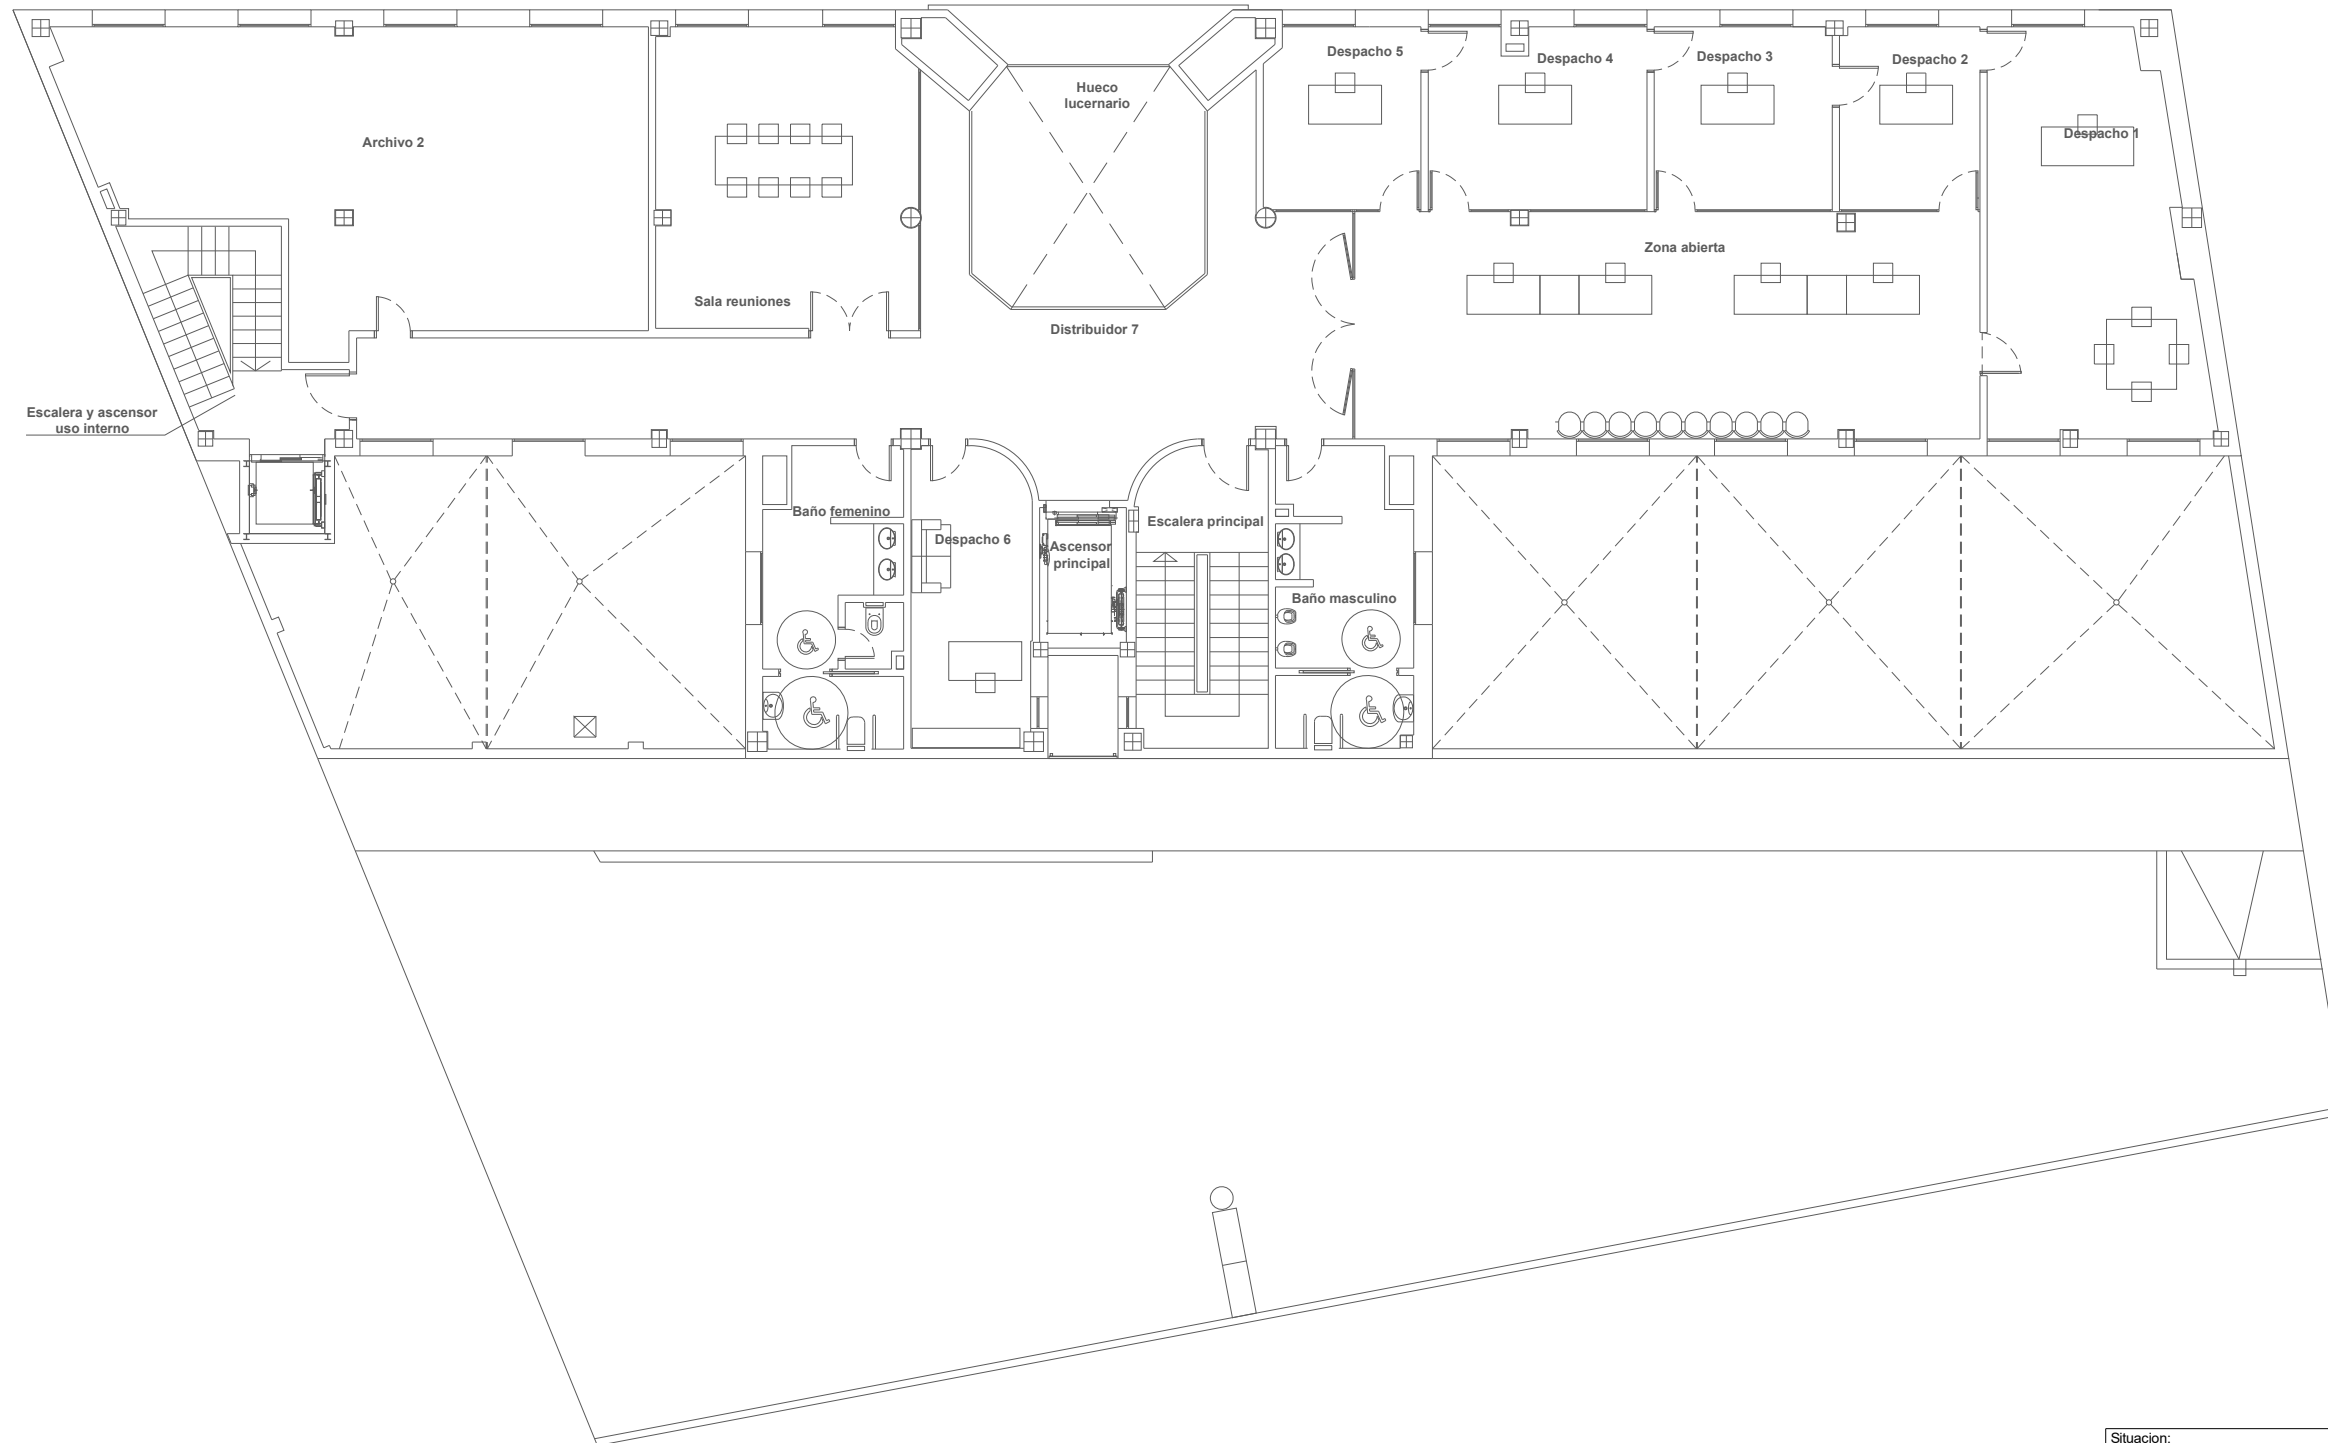 Despacho 5
Despacho 4
Despacho 3
Despacho 2
Hueco
lucernario
Despacho 1
Archivo 2
Zona abierta
Sala reuniones
Distribuidor 7
Escalera y ascensor
uso interno
Baño femenino
Despacho 6
Ascensor
principal
Escalera principal
Baño masculino
Situacion: